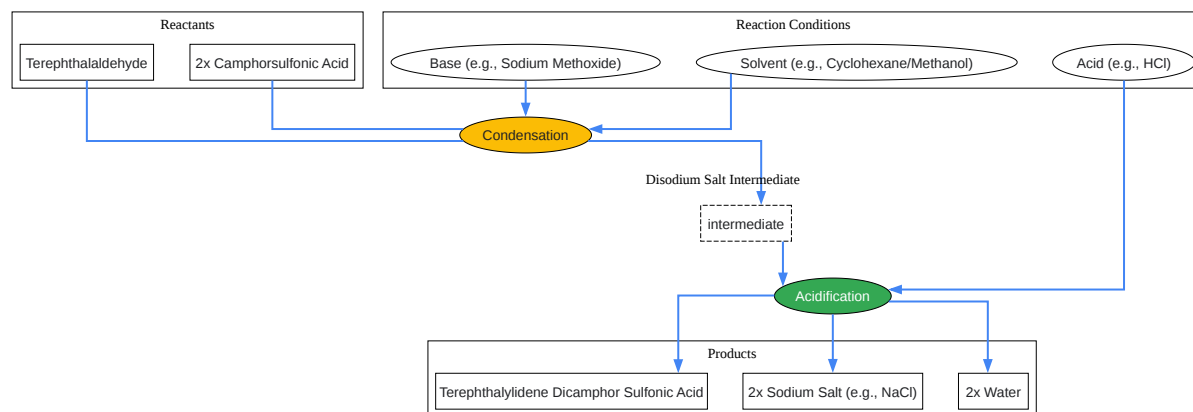 Reactants
Reaction Conditions
Terephthalaldehyde
2x Camphorsulfonic Acid
Base (e.g., Sodium Methoxide)
Solvent (e.g., Cyclohexane/Methanol)
Acid (e.g., HCl)
Condensation
Disodium Salt Intermediate
intermediate
Acidification
Products
Terephthalylidene Dicamphor Sulfonic Acid
2x Sodium Salt (e.g., NaCl)
2x Water